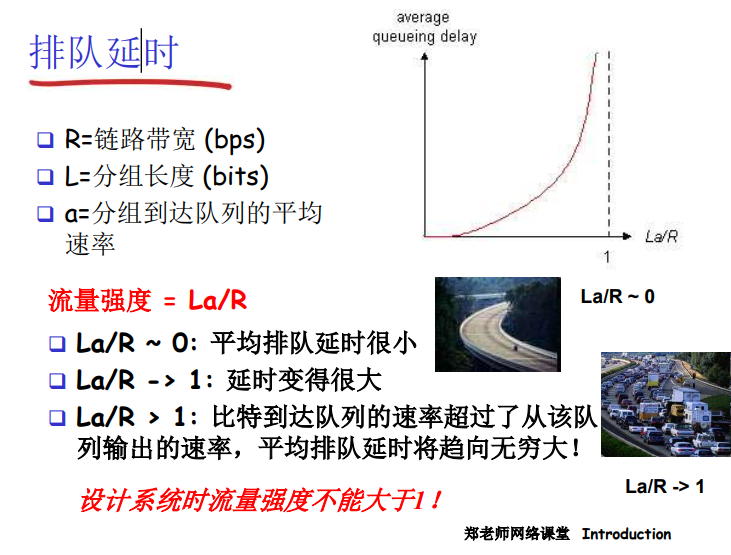 排队延时
average
queueing delay
R=链路带宽 (bps)
L=分组长度 (bits)
a=分组到达队列的平均
速率
La/R
1
流量强度 = La/R
La/R ~ 0
La/R ~ 0：平均排队延时很小
La/R -> 1：延时变得很大
La/R > 1：比特到达队列的速率超过了从该队
列输出的速率，平均排队延时将趋向无穷大！
La/R -> 1
设计系统时流量强度不能大于1！
郑老师网络课堂 Introduction